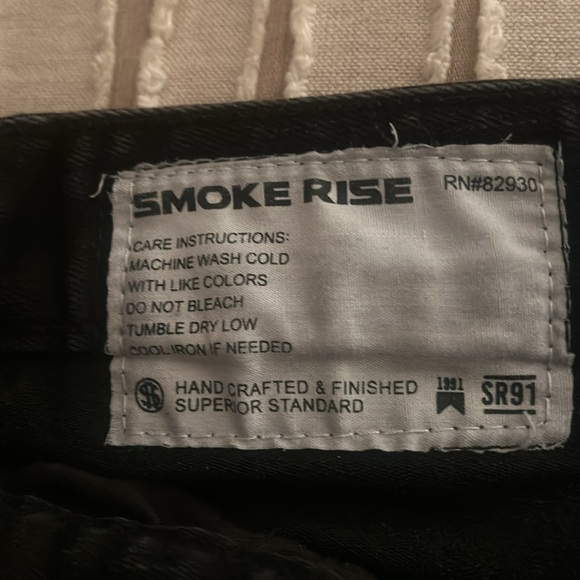 SMOKE RISE RN#82930
CARE INSTRUCTIONS:
MACHINE WASH COLD
WITH LIKE COLORS
DO NOT BLEACH
TUMBLE DRY LOW
COOL IRON IF NEEDED
HAND CRAFTED & FINISHED
SUPERIOR STANDARD
1991
SR91